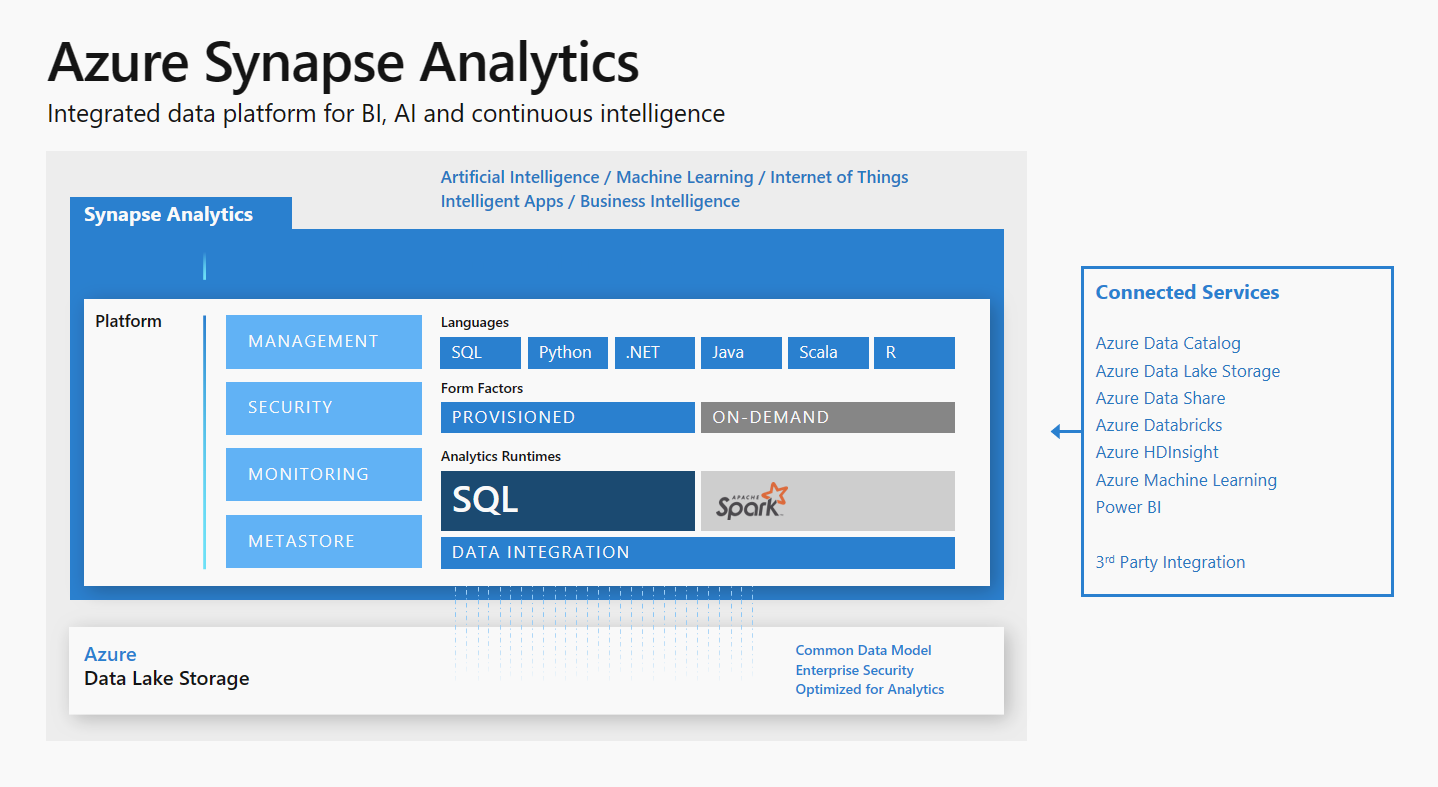 Azure Synapse Analytics
Integrated data platform for BI, AI and continuous intelligence
Artificial Intelligence / Machine Learning / Internet of Things
Intelligent Apps / Business Intelligence
Synapse Analytics
Platform
MANAGEMENT
SECURITY
MONITORING
METASTORE
Languages
SQL Python .NET Java Scala R
Form Factors
PROVISIONED ON-DEMAND
Analytics Runtimes
SQL
APACHE
Spark™
DATA INTEGRATION
Azure
Data Lake Storage
Common Data Model
Enterprise Security
Optimized for Analytics
Connected Services
Azure Data Catalog
Azure Data Lake Storage
Azure Data Share
Azure Databricks
Azure HDInsight
Azure Machine Learning
Power BI
3rd Party Integration